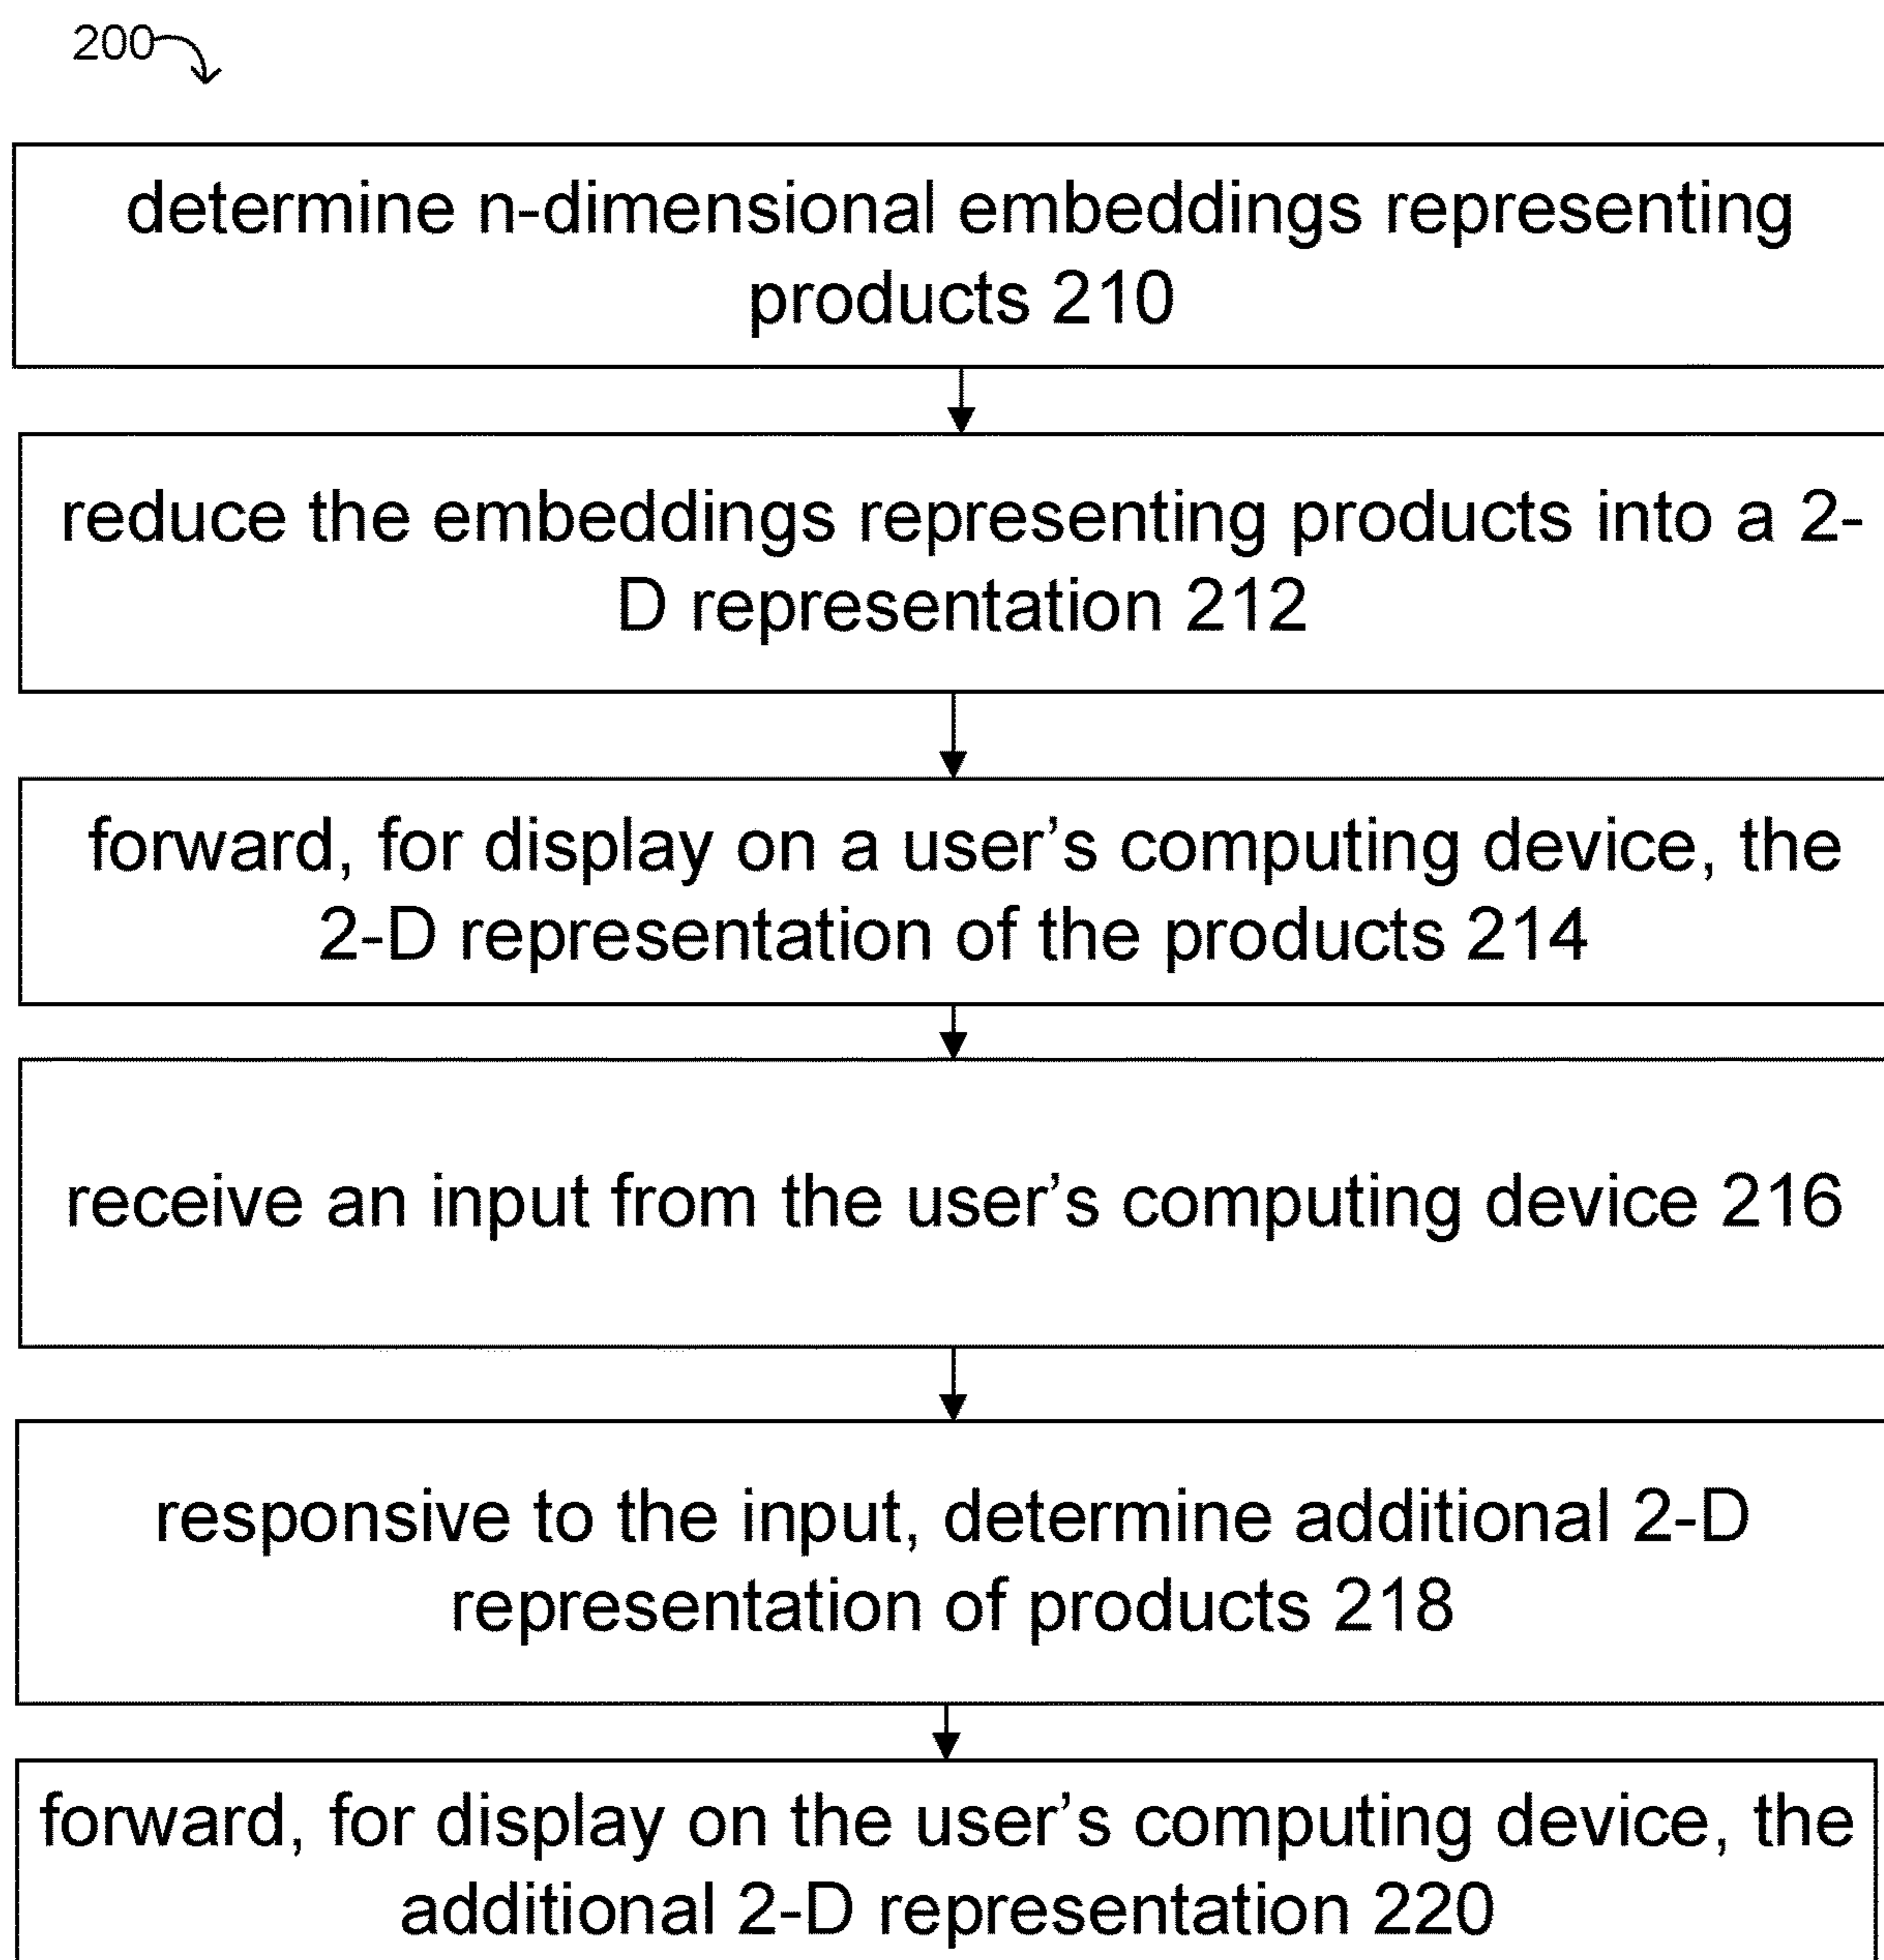 200
determine n-dimensional embeddings representing
products 210
reduce the embeddings representing products into a 2-
D representation 212
forward, for display on a user's computing device, the
2-D representation of the products 214
receive an input from the user's computing device 216
responsive to the input, determine additional 2-D
representation of products 218
forward, for display on the user's computing device, the
additional 2-D representation 220